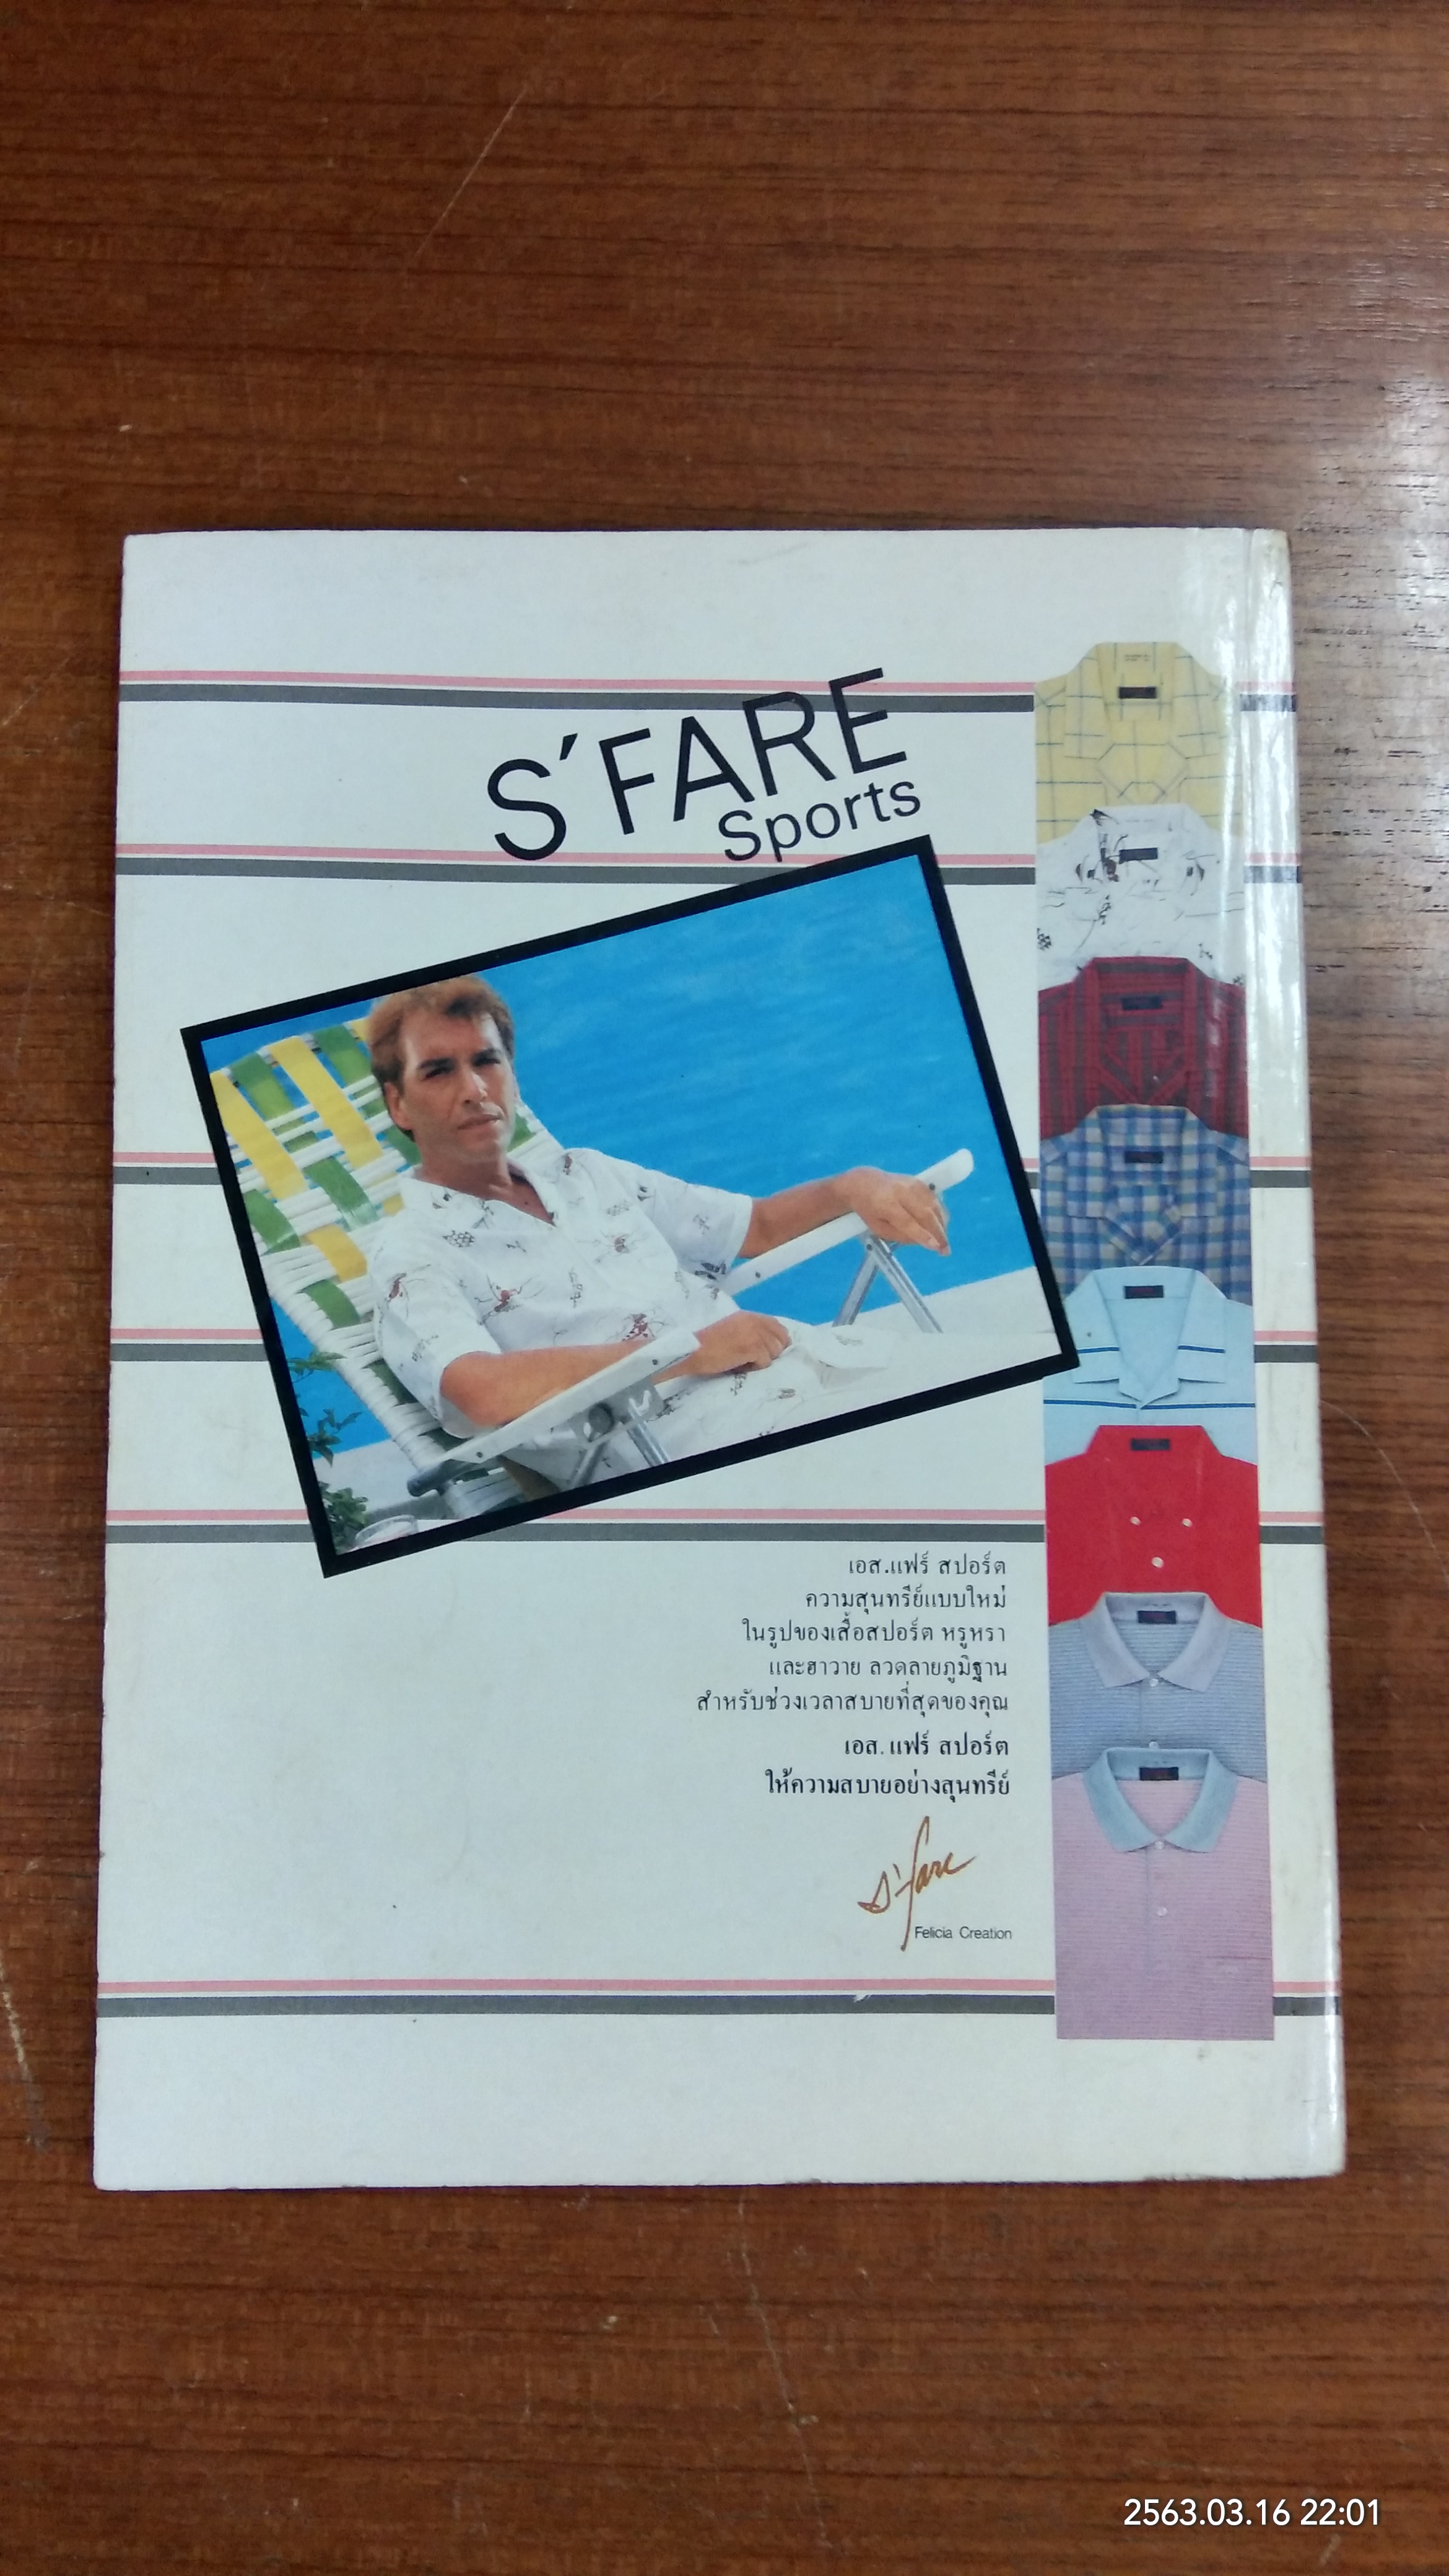 S'FARE
Sports
เอส.แฟร์ สปอร์ต
ความสุนทรีย์แบบใหม่
ในรูปของเสื้อสปอร์ต หรูหรา
และฮาวาย ลวดลายภูมิฐาน
สำหรับช่วงเวลาสบายที่สุดของคุณ
เอส. แฟร์ สปอร์ต
ให้ความสบายอย่างสุนทรีย์
S'fare
Felicia Creation
2563.03.16 22:01